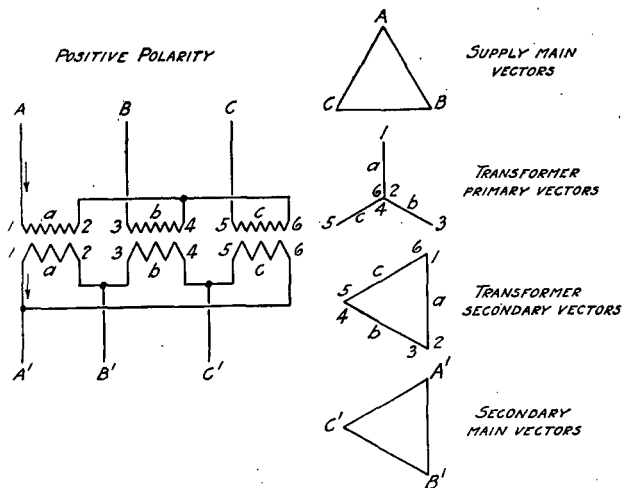 POSITIVE POLARITY
A
B
C
1 a 2 3 b 4 5 c 6
1 a 2 3 b 4 5 c 6
A' B' C'
A
C B
SUPPLY MAIN
VECTORS
1
a
6 2
4
5 c b 3
TRANSFORMER
PRIMARY VECTORS
6 1
c
5 a
4
b
3 2
TRANSFORMER
SECONDARY VECTORS
A'
C'
B'
SECONDARY
MAIN VECTORS